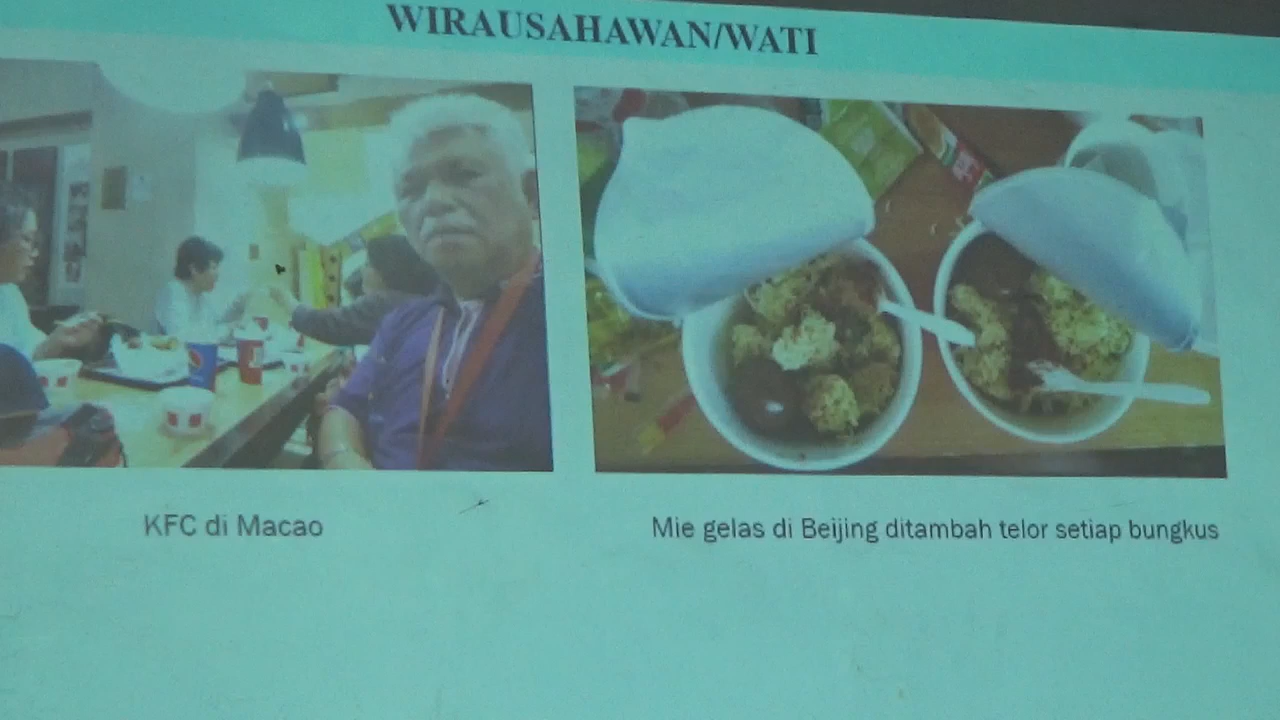 WIRAUSAHAWAN/WATI
KFC di Macao
Mie gelas di Beijing ditambah telor setiap bungkus